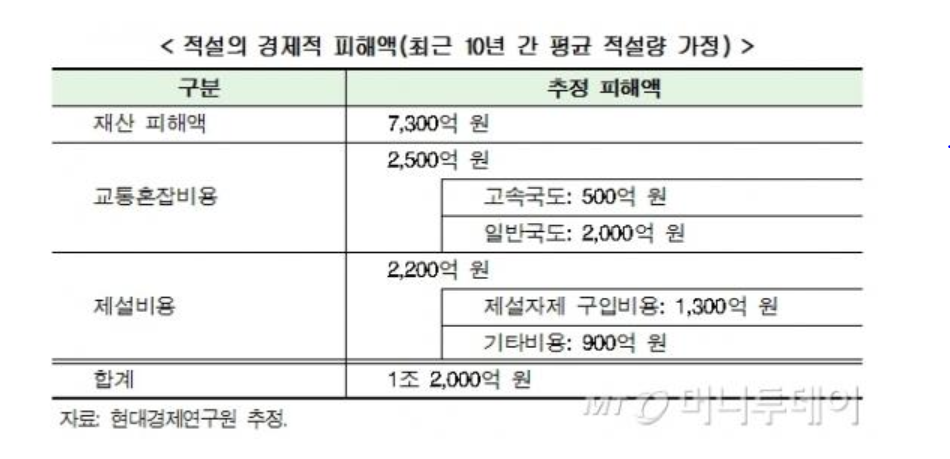 < 적설의 경제적 피해액(최근 10년 간 평균 적설량 가정) >
구분 추정 피해액
재산 피해액 7,300억 원
2,500억 원
교통혼잡비용 고속국도: 500억 원
일반국도: 2,000억 원
2,200억 원
제설비용 제설자제 구입비용: 1,300억 원
기타비용: 900억 원
합계 1조 2,000억 원
자료: 현대경제연구원 추정.
MT 머니투데이